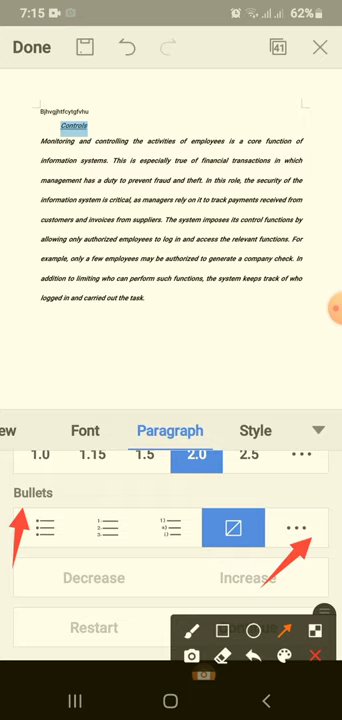 7:15 62%
Done 41
Bjhvgjhtfcytgfvhu
Controls
Monitoring and controlling the activities of employees is a core function of
information systems. This is especially true of financial transactions in which
management has a duty to prevent fraud and theft. In this role, the security of the
information system is critical, as managers rely on it to track payments received from
customers and invoices from suppliers. The system imposes its control functions by
allowing only authorized employees to log in and access the relevant functions. For
example, only a few employees may be authorized to generate a company check. In
addition to limiting who can perform such functions, the system keeps track of who
logged in and carried out the task.
ew Font Paragraph Style
1.0 1.15 1.5 2.0 2.5
Bullets
Decrease Increase
Restart